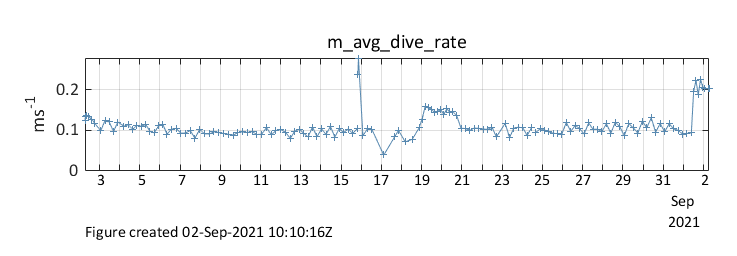 m_avg_dive_rate
ms-1
0.2
0.1
0
3 5 7 9 11 13 15 17 19 21 23 25 27 29 31 2
Sep
2021
Figure created 02-Sep-2021 10:10:16Z